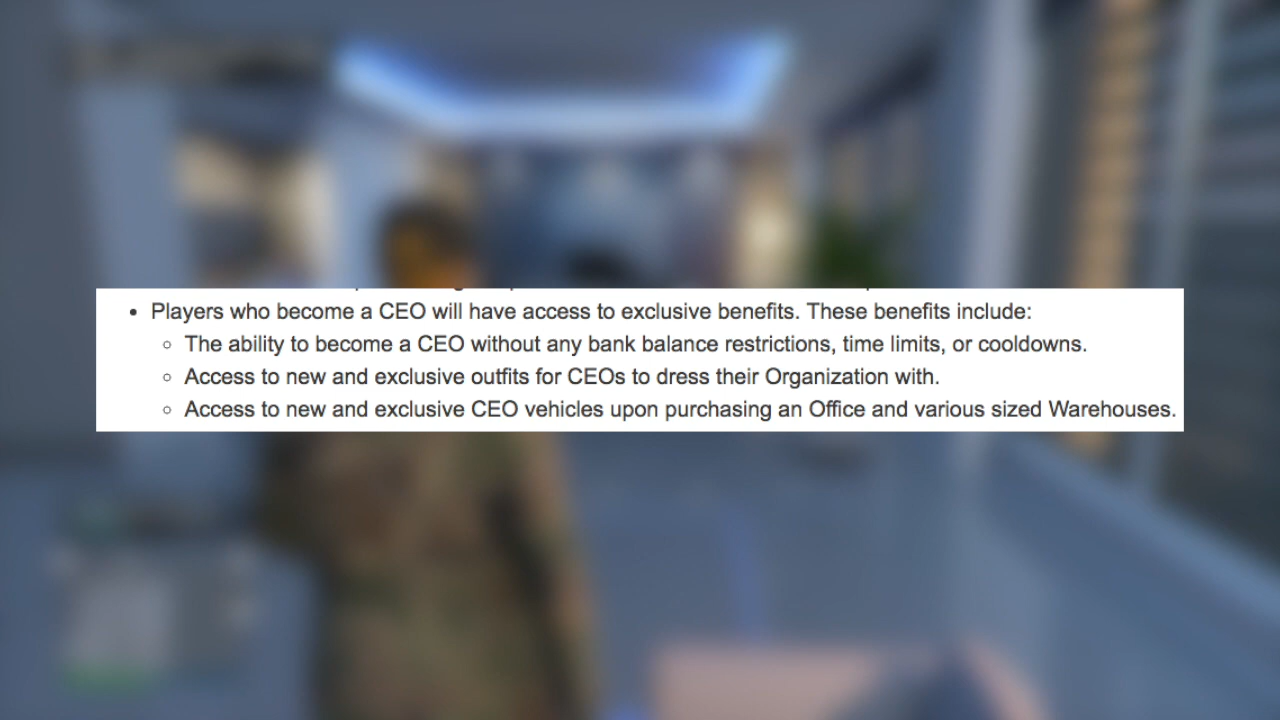 Players who become a CEO will have access to exclusive benefits. These benefits include:
The ability to become a CEO without any bank balance restrictions, time limits, or cooldowns.
Access to new and exclusive outfits for CEOs to dress their Organization with.
Access to new and exclusive CEO vehicles upon purchasing an Office and various sized Warehouses.